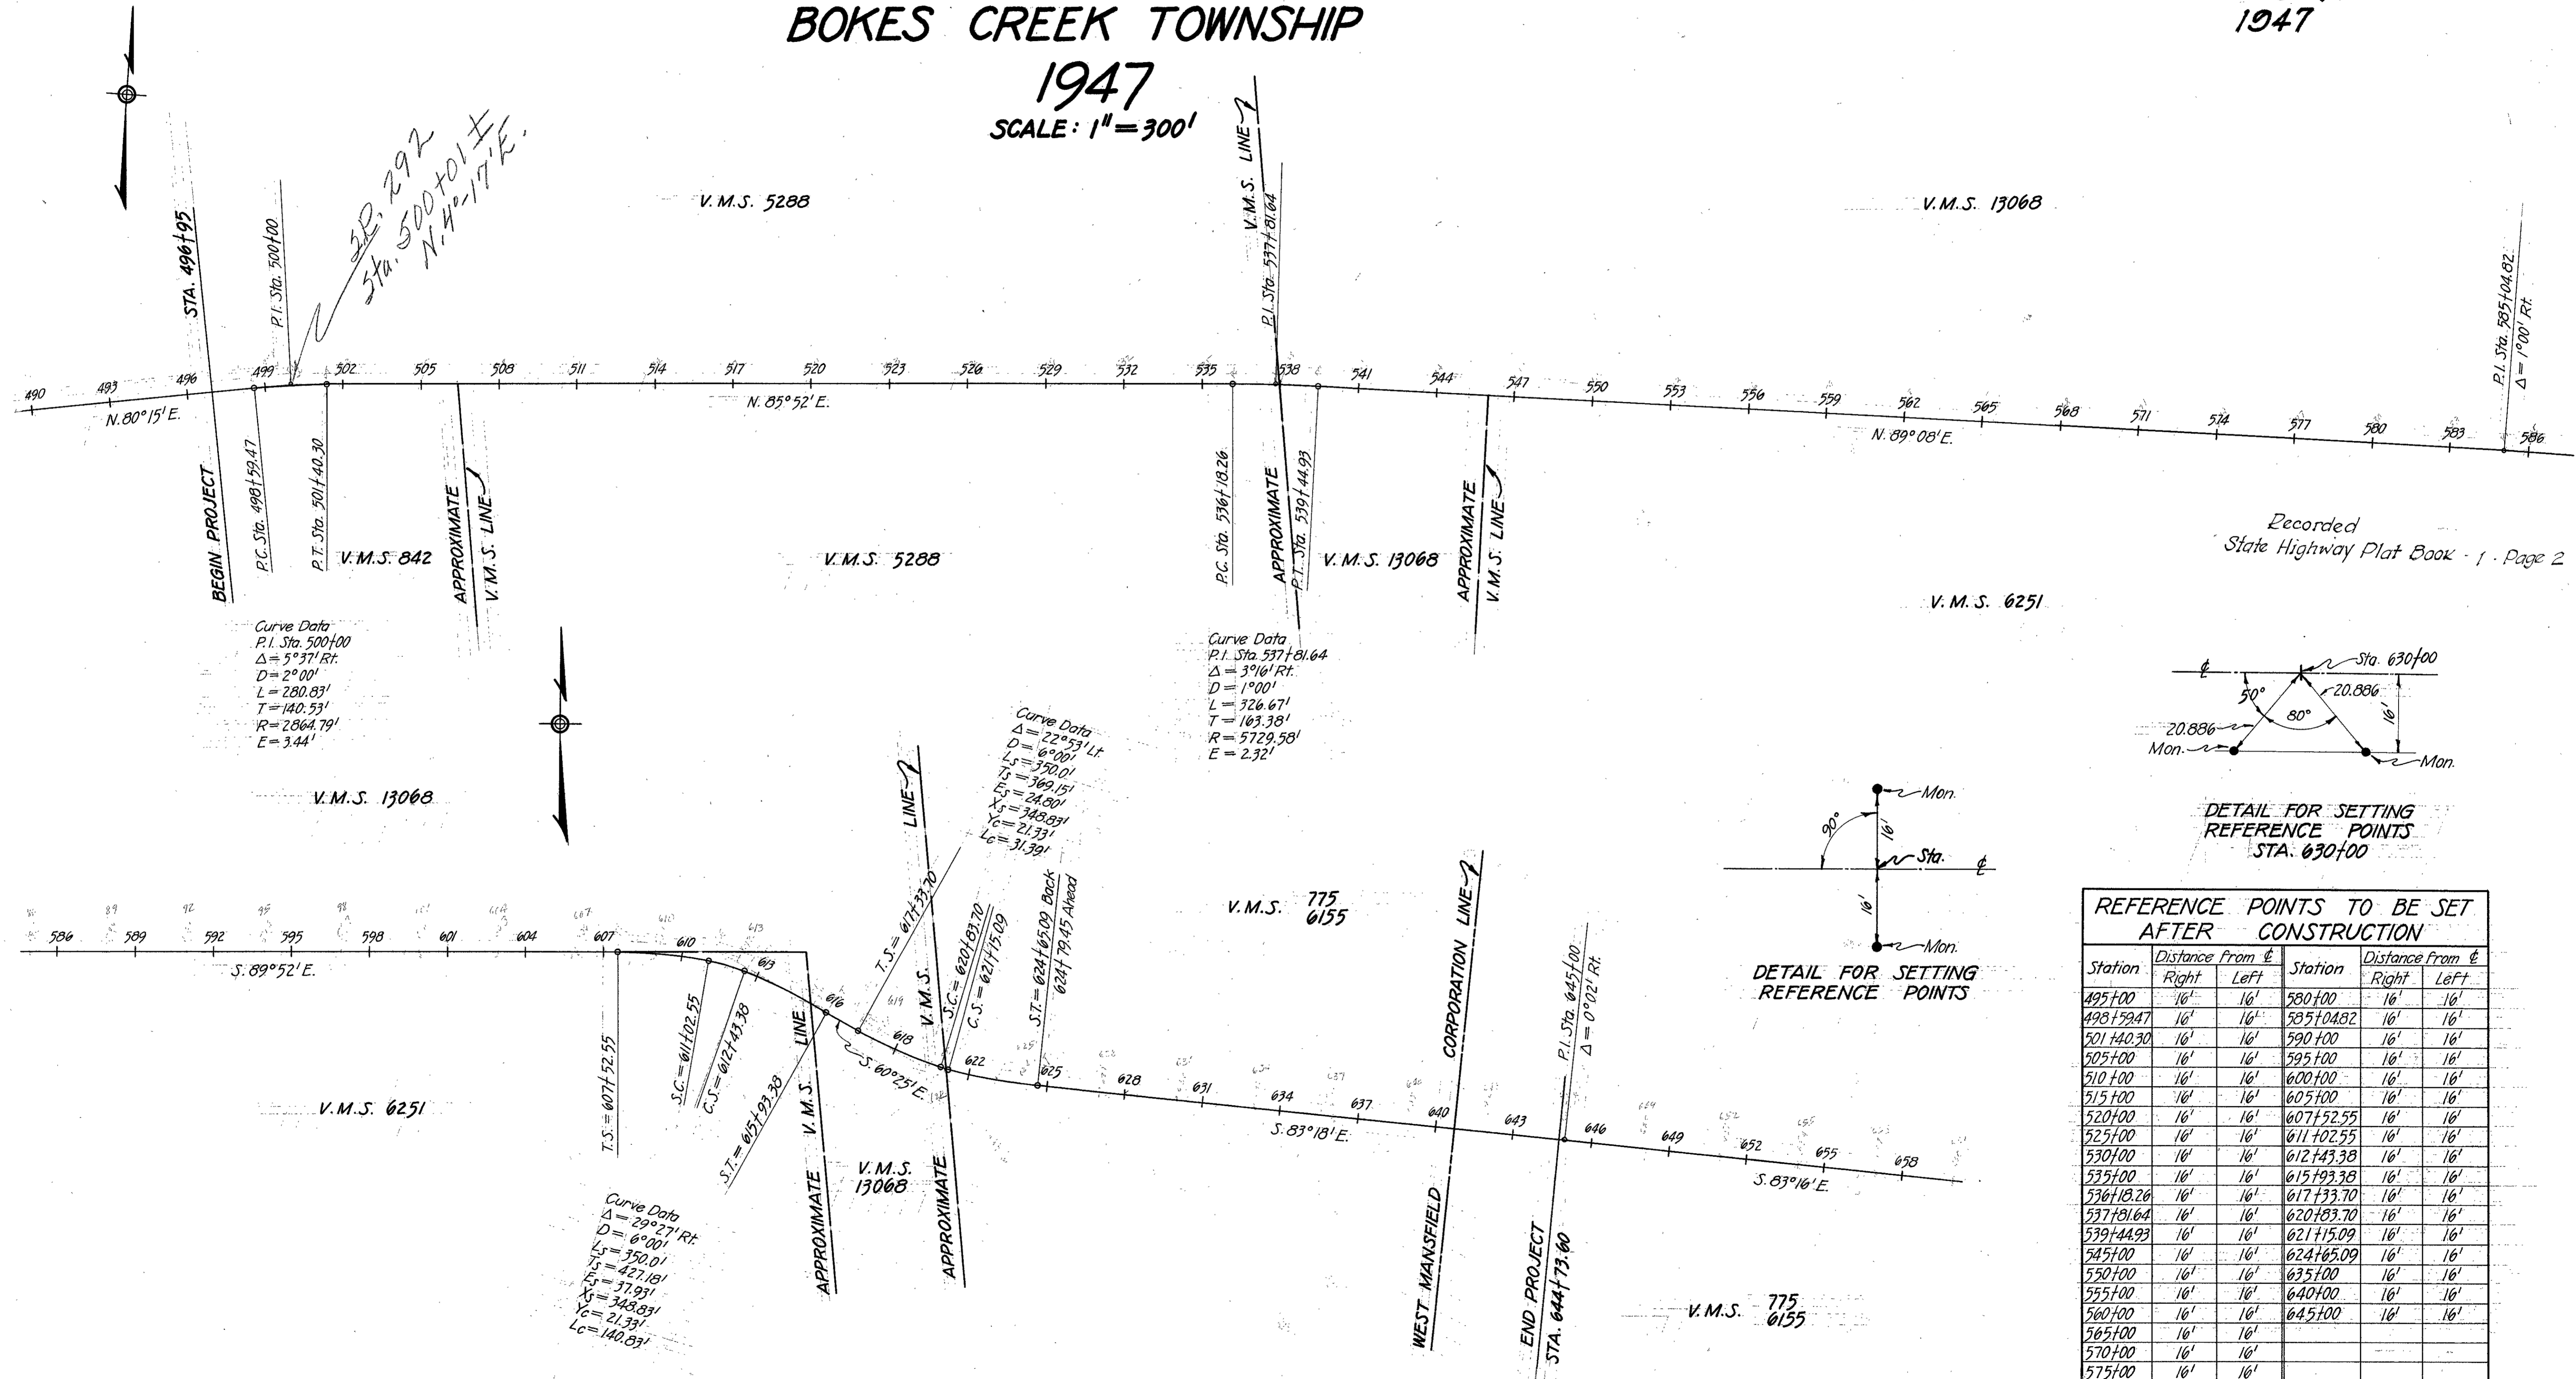 BOKES CREEK TOWNSHIP
1947
SCALE: 1"=300'
1947
S.R. 292
Sta. 500+01 ±
N. 4°-17' E.
V.M.S. 5288
V.M.S. LINE
P.I. Sta. 537+81.64
V.M.S. 13068
STA. 496+95
P.I. Sta. 500+00
P.I. Sta. 585+04.82
Δ = 1°00' Rt.
490 493 496 499 502 505 508 511 514 517 520 523 526 529 532 535 538 541 544 547 550 553 556 559 562 565 568 571 574 577 580 583 586
N. 80°15' E.
N. 85°52' E.
N. 89°08' E.
BEGIN PROJECT
P.C. Sta. 498+59.47
P.T. Sta. 501+40.30
V.M.S. 842
APPROXIMATE
V.M.S. LINE
V.M.S. 5288
P.C. Sta. 536+18.26
APPROXIMATE
P.T. Sta. 539+44.93
V.M.S. 13068
APPROXIMATE
V.M.S. LINE
V.M.S. 6251
Recorded
State Highway Plat Book - 1 - Page 2
Curve Data
P.I. Sta. 500+00
Δ = 5°37' Rt.
D = 2°00'
L = 280.83'
T = 140.53'
R = 2864.79'
E = 3.44'
Curve Data
P.I. Sta. 537+81.64
Δ = 3°16' Rt.
D = 1°00'
L = 326.67'
T = 163.38'
R = 5729.58'
E = 2.32'
℄
Sta. 630+00
50°
20.886
80°
16'
20.886
Mon.
Mon.
DETAIL FOR SETTING
REFERENCE POINTS
STA. 630+00
Mon.
90°
16'
Sta.
℄
16'
Mon.
DETAIL FOR SETTING
REFERENCE POINTS
V.M.S. 13068
Curve Data
Δ = 22°53' Lt.
D = 6°00'
Ls = 350.0'
Ts = 369.15'
Es = 24.80'
Xs = 348.83'
Yc = 21.33'
Lc = 31.39'
V.M.S. LINE
T.S. = 617+33.70
S.C. = 620+83.70
C.S. = 621+15.09
S.T. = 624+65.09 Back
624+79.45 Ahead
V.M.S. 775
6155
CORPORATION LINE
P.I. Sta. 645+00
Δ = 0°02' Rt.
89 92 95 98 607 610 613
586 589 592 595 598 601 604 607 610 613 616 618 622 625 628 631 634 637 640 643 646 649 652 655 658
S. 89°52' E.
S. 60°25' E.
S. 83°18' E.
S. 83°16' E.
619
T.S. = 607+52.55
S.C. = 611+02.55
C.S. = 612+43.38
S.T. = 615+93.38
APPROXIMATE V.M.S. LINE
V.M.S. 6251
V.M.S.
13068
APPROXIMATE
WEST MANSFIELD
END PROJECT
STA. 644+73.60
V.M.S. 775
6155
Curve Data
Δ = 29°27' Rt.
D = 6°00'
Ls = 350.0'
Ts = 427.18'
Es = 37.93'
Xs = 348.83'
Yc = 21.33'
Lc = 140.83'
REFERENCE POINTS TO BE SET
AFTER CONSTRUCTION
Station Distance from ℄ Station Distance from ℄
Right Left Right Left
495+00 16' 16' 580+00 16' 16'
498+59.47 16' 16' 585+04.82 16' 16'
501+40.30 16' 16' 590+00 16' 16'
505+00 16' 16' 595+00 16' 16'
510+00 16' 16' 600+00 16' 16'
515+00 16' 16' 605+00 16' 16'
520+00 16' 16' 607+52.55 16' 16'
525+00 16' 16' 611+02.55 16' 16'
530+00 16' 16' 612+43.38 16' 16'
535+00 16' 16' 615+93.38 16' 16'
536+18.26 16' 16' 617+33.70 16' 16'
537+81.64 16' 16' 620+83.70 16' 16'
539+44.93 16' 16' 621+15.09 16' 16'
545+00 16' 16' 624+65.09 16' 16'
550+00 16' 16' 635+00 16' 16'
555+00 16' 16' 640+00 16' 16'
560+00 16' 16' 645+00 16' 16'
565+00 16' 16'
570+00 16' 16'
575+00 16' 16'